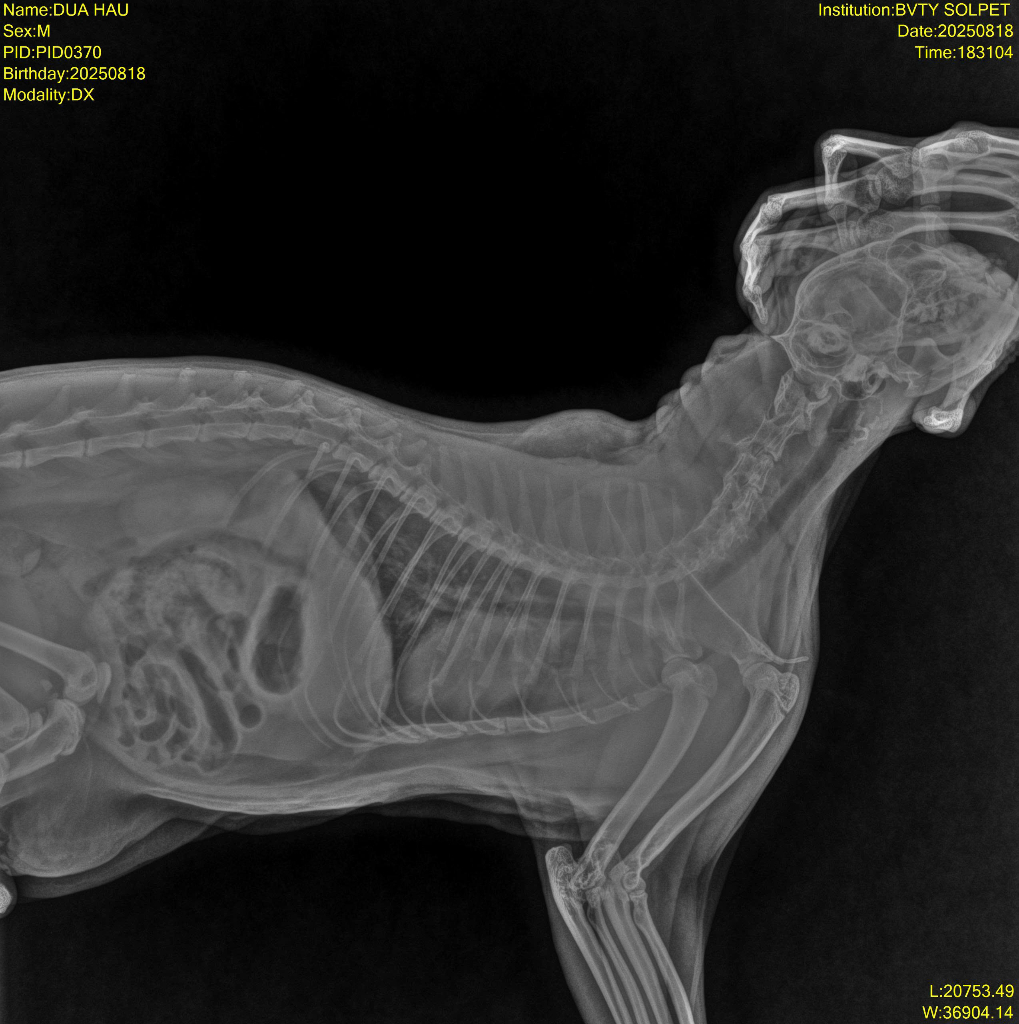 Name:DUA HAU
Sex:M
PID:PID0370
Birthday:20250818
Modality:DX
Institution:BVTY SOLPET
Date:20250818
Time:183104
L:20753.49
W:36904.14